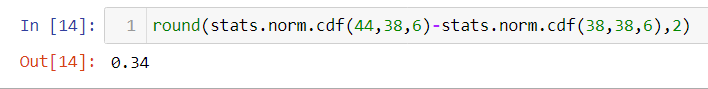 In [14]: 1 round(stats.norm.cdf(44,38,6)-stats.norm.cdf(38,38,6),2)
Out[14]: 0.34